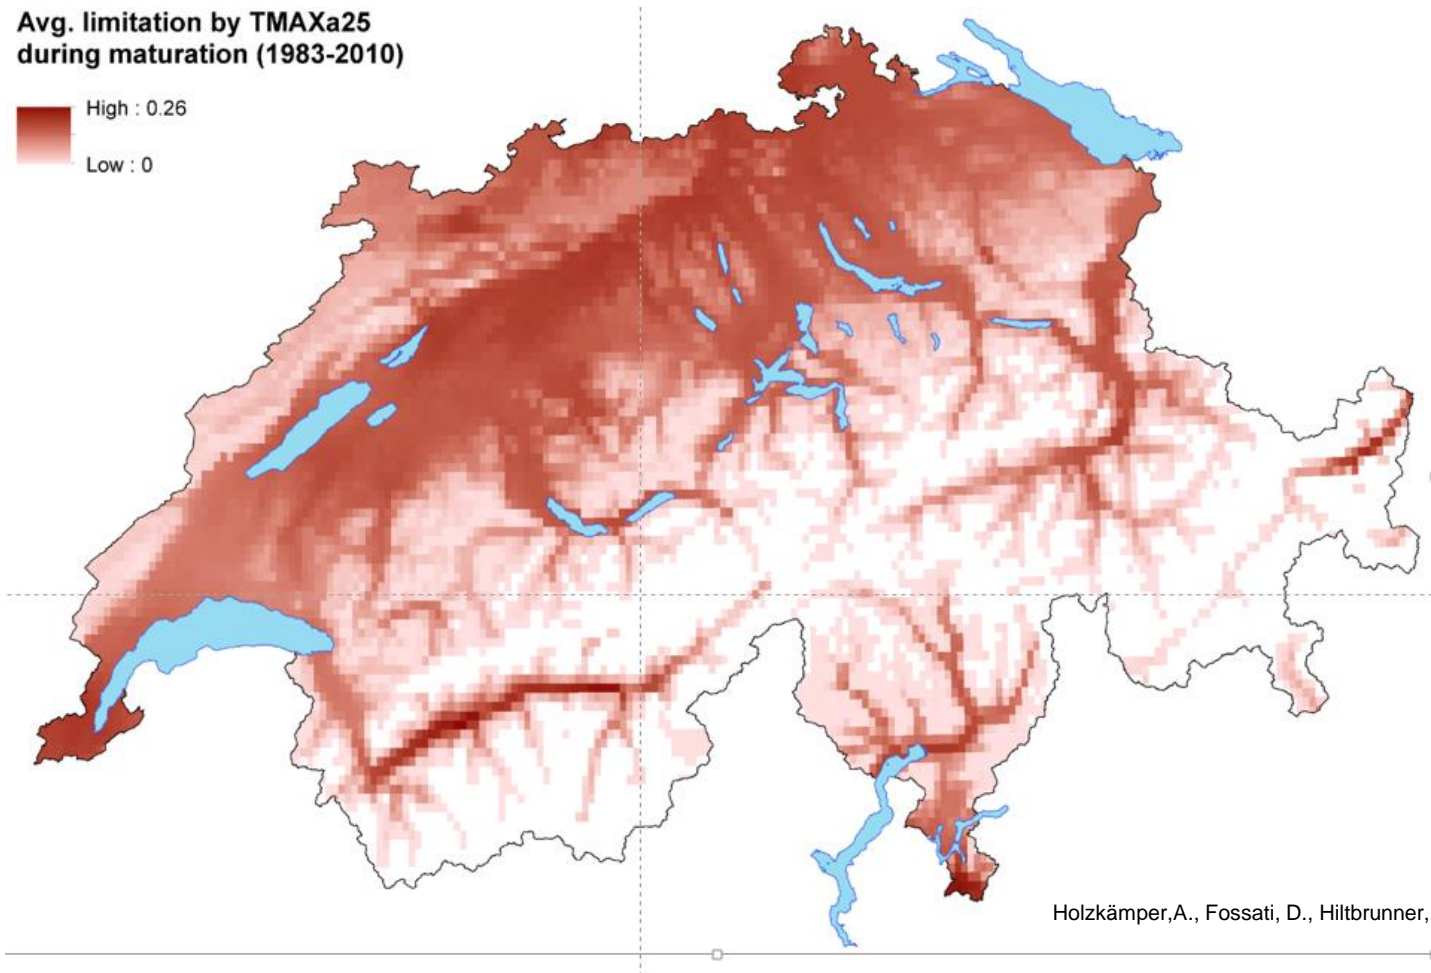 Avg. limitation by TMAXa25
during maturation (1983-2010)
High : 0.26
Low : 0
Holzkämper,A., Fossati, D., Hiltbrunner,